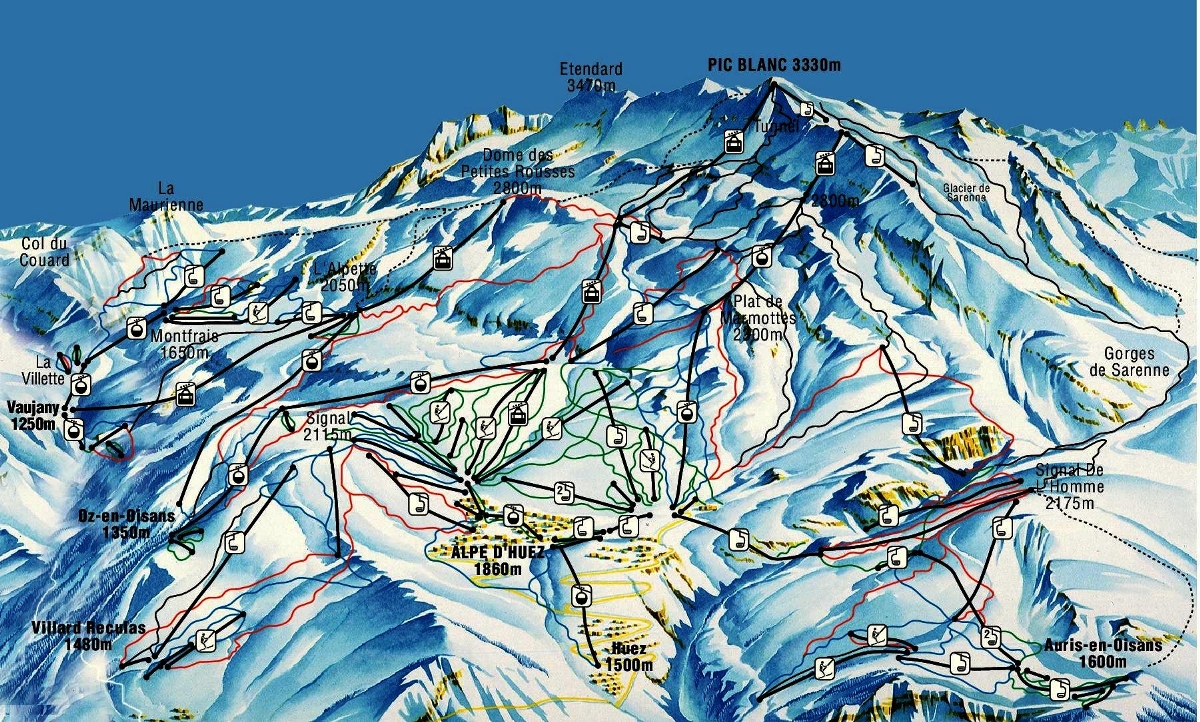 PIC BLANC 3330m
Etendard
3470m
Tunnel
Dome des
Petites Rousses
2800m
La
Maurienne
2800m
Glacier de
Sarenne
Col du
Couard
L'Alpette
2050m
Plat de
Marmottes
2300m
Montfrais
1650m
Gorges
de Sarenne
La
Villette
Vaujany
1250m
Signal
2115m
Signal De
L'Homme
2175m
2S
Oz-en-Oisans
1350m
ALPE D'HUEZ
1860m
Villard Reculas
1480m
Huez
1500m
2S
Auris-en-Oisans
1600m